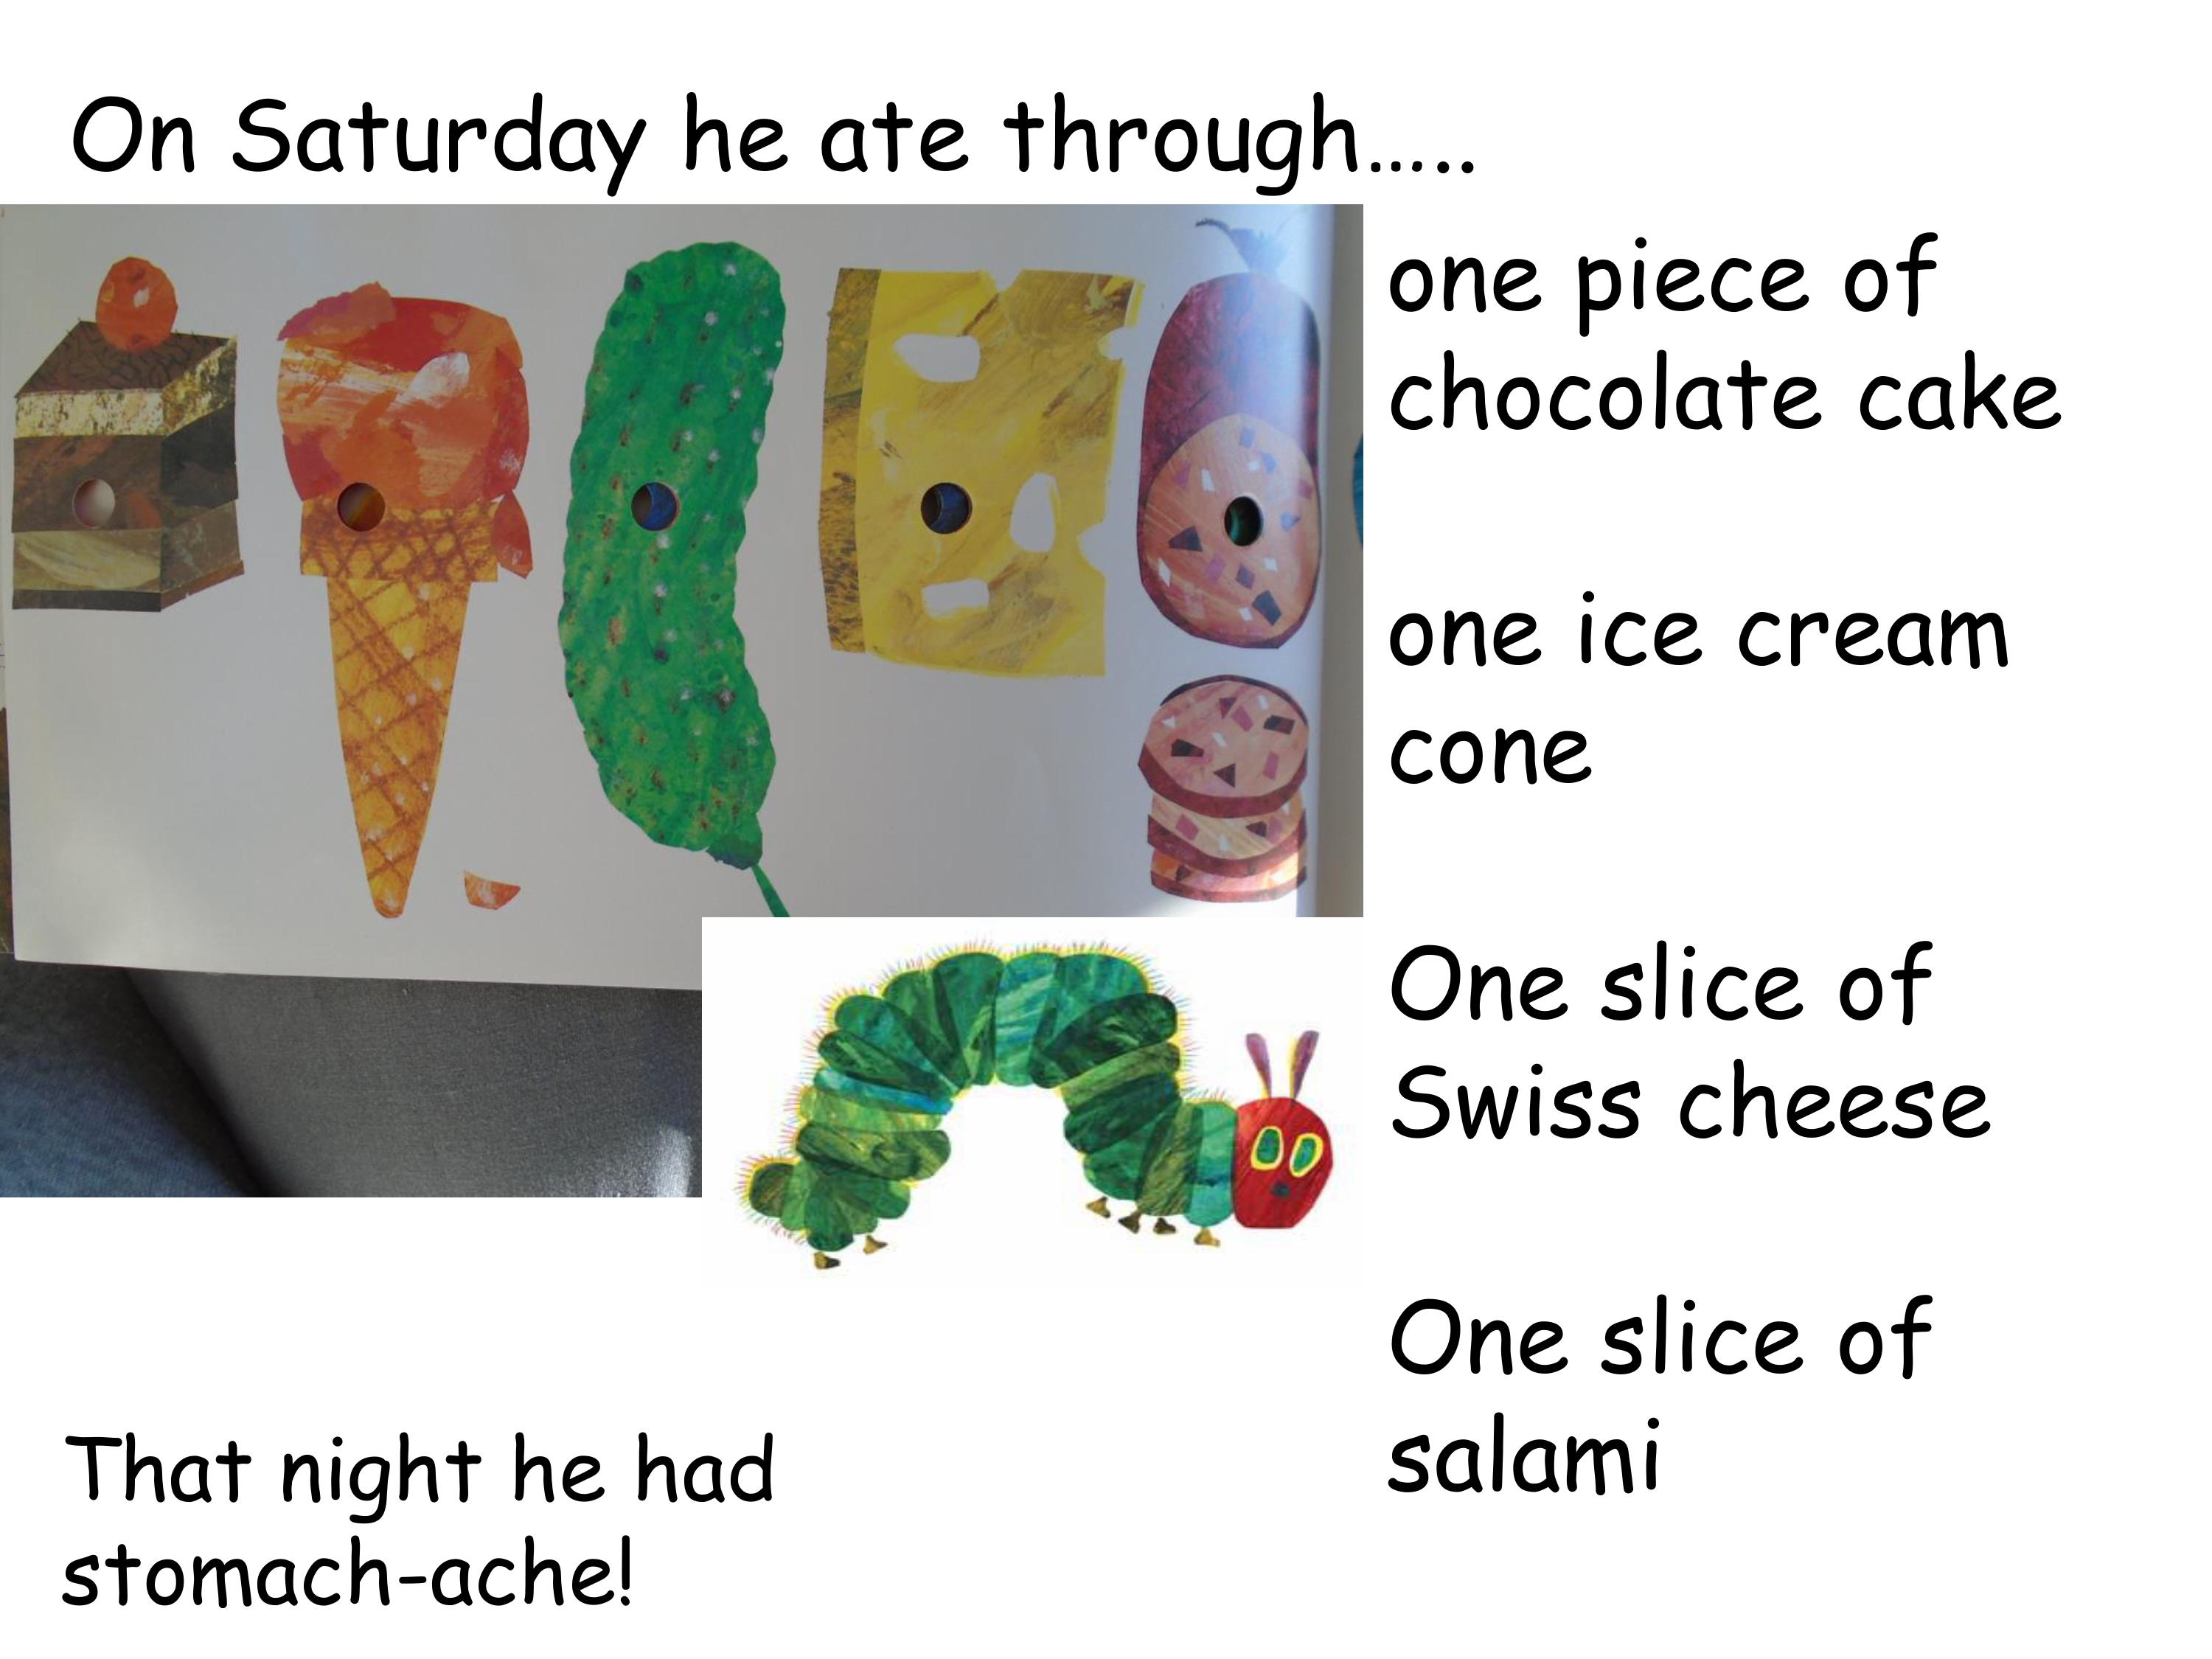 On Saturday he ate through…..
one piece of
chocolate cake
one ice cream
cone
One slice of
Swiss cheese
One slice of
salami
That night he had
stomach-ache!